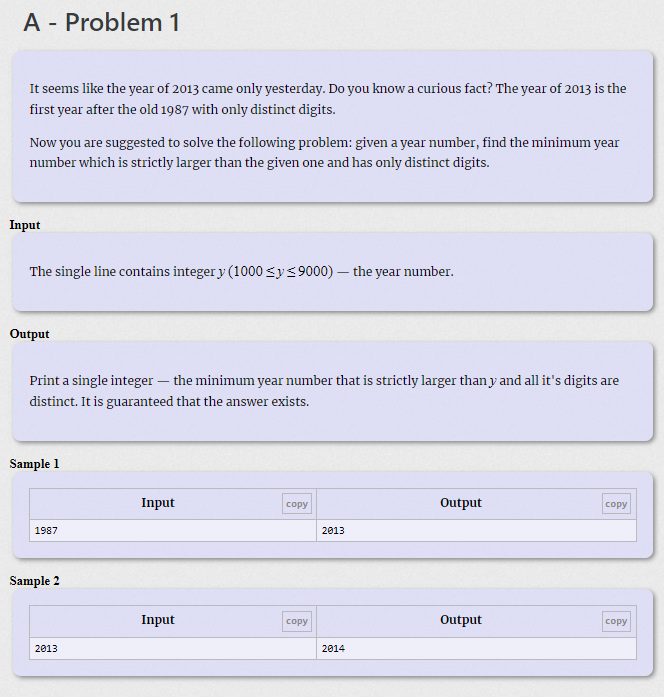 A - Problem 1
It seems like the year of 2013 came only yesterday. Do you know a curious fact? The year of 2013 is the
first year after the old 1987 with only distinct digits.
Now you are suggested to solve the following problem: given a year number, find the minimum year
number which is strictly larger than the given one and has only distinct digits.
Input
The single line contains integer y (1000 ≤ y ≤ 9000) — the year number.
Output
Print a single integer — the minimum year number that is strictly larger than y and all it's digits are
distinct. It is guaranteed that the answer exists.
Sample 1
Input copy Output copy
1987 2013
Sample 2
Input copy Output copy
2013 2014